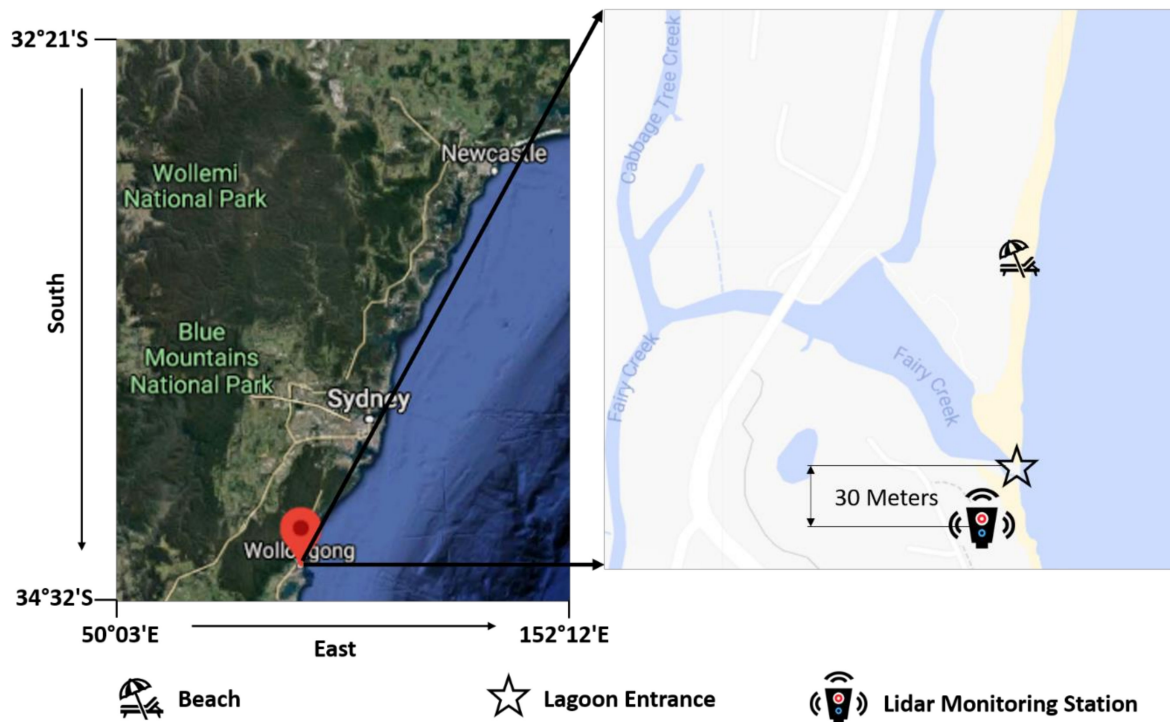 32°21'S
South
34°32'S
50°03'E
East
152°12'E
Wollemi
National Park
Newcastle
Blue
Mountains
National Park
Sydney
Cabbage Tree Creek
Fairy Creek
Fairy Creek
30 Meters
Beach
Lagoon Entrance
Lidar Monitoring Station